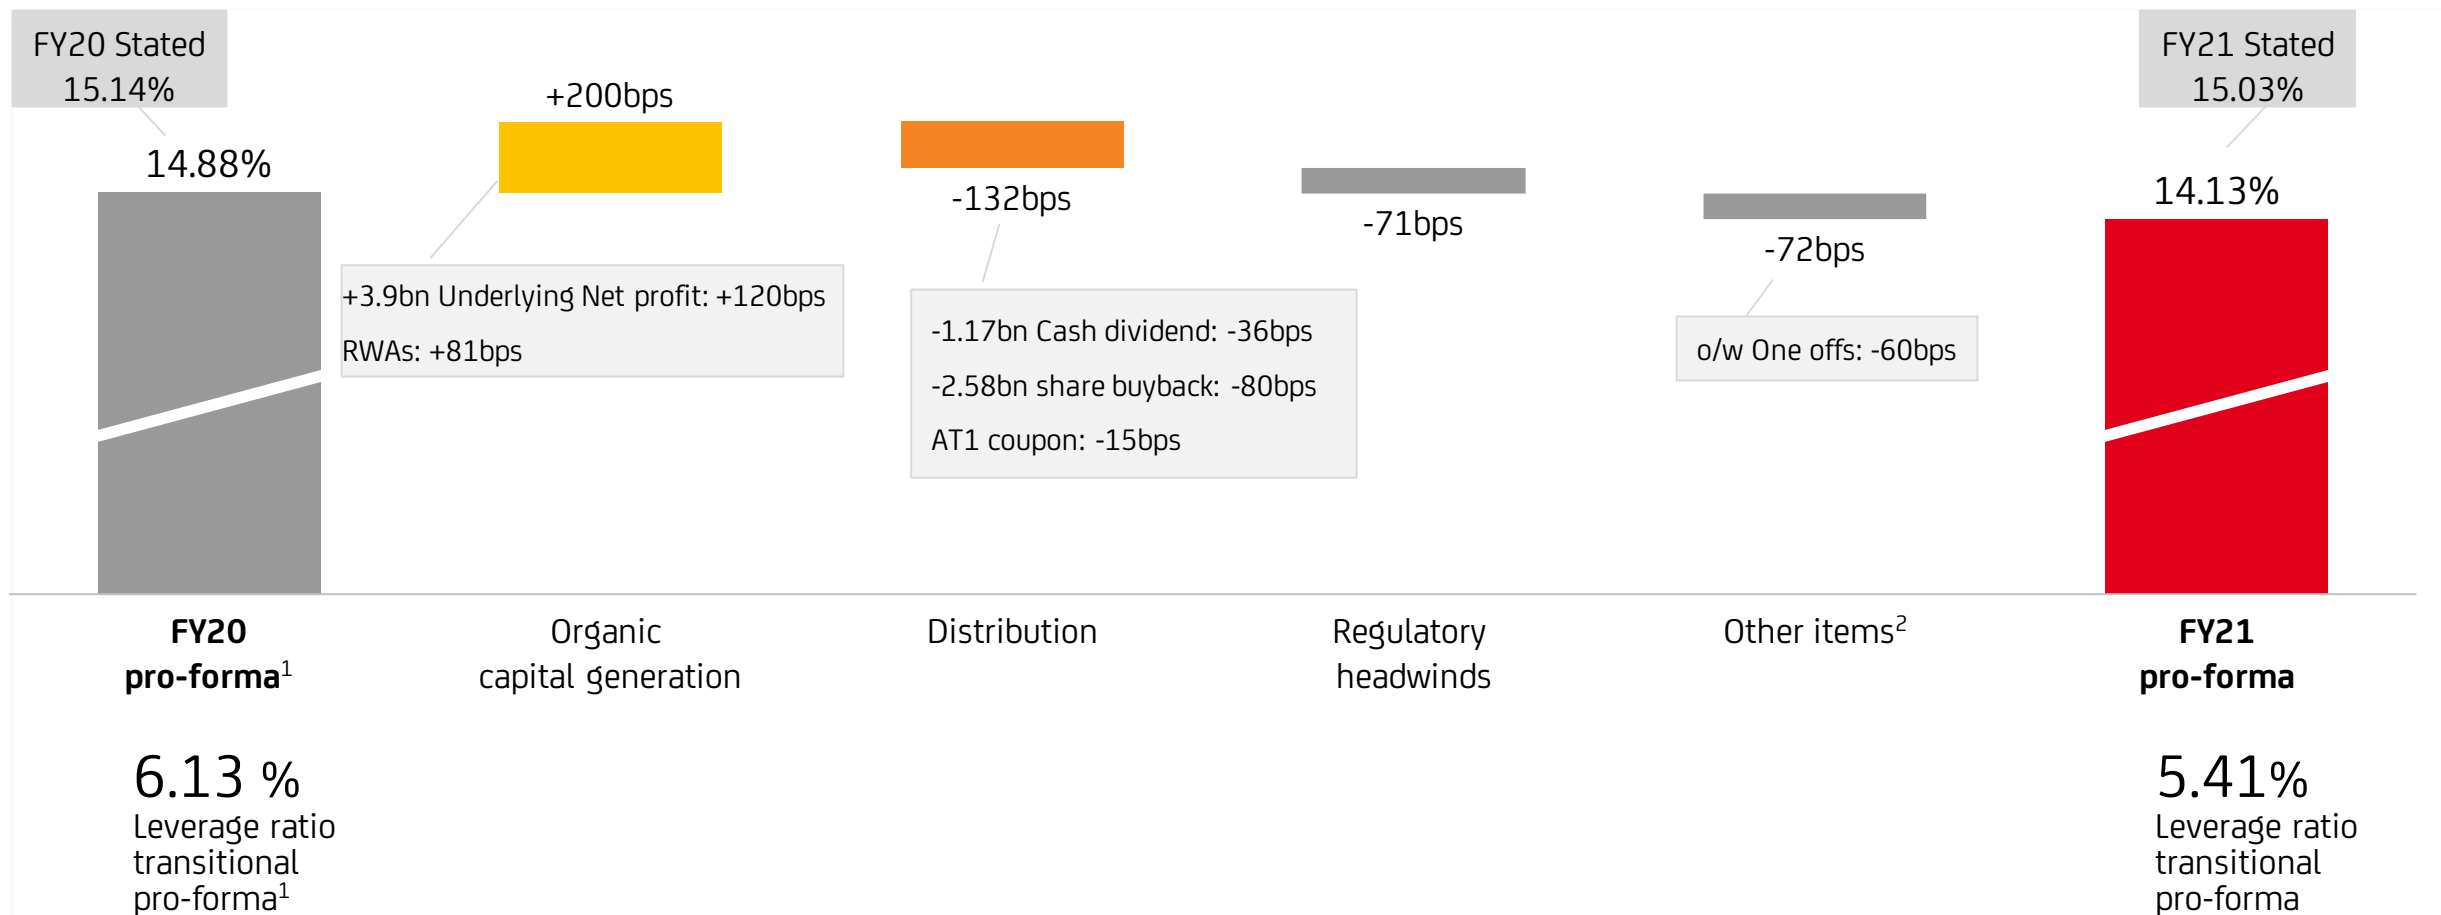 FY20 Stated
15.14%
14.88%
+200bps
+3.9bn Underlying Net profit: +120bps
RWAs: +81bps
-132bps
-1.17bn Cash dividend: -36bps
-2.58bn share buyback: -80bps
AT1 coupon: -15bps
-71bps
-72bps
o/w One offs: -60bps
FY21 Stated
15.03%
14.13%
FY20
pro-forma¹
Organic
capital generation
Distribution
Regulatory
headwinds
Other items²
FY21
pro-forma
6.13 %
Leverage ratio
transitional
pro-forma¹
5.41%
Leverage ratio
transitional
pro-forma